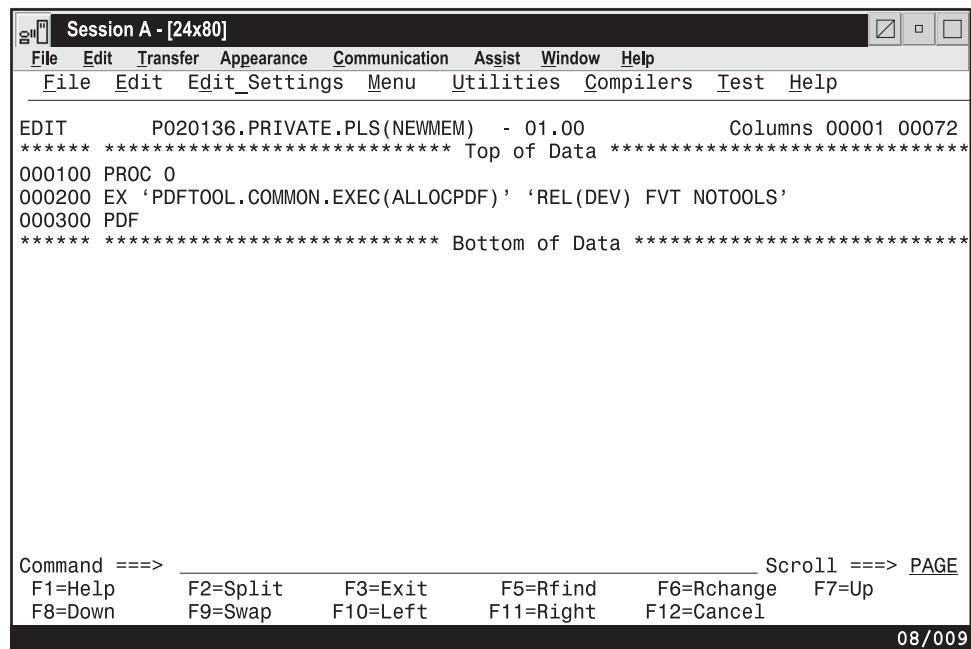 Session A - [24x80]
File Edit Transfer Appearance Communication Assist Window Help
File Edit Edit_Settings Menu Utilities Compilers Test Help
EDIT PO20136.PRIVATE.PLS(NEWMEM) - 01.00 Columns 00001 00072
****** ***************************** Top of Data ******************************
000100 PROC 0
000200 EX ‘PDFTOOL.COMMON.EXEC(ALLOCPDF)’ ‘REL(DEV) FVT NOTOOLS’
000300 PDF
****** **************************** Bottom of Data ****************************
Command ===> Scroll ===> PAGE
F1=Help F2=Split F3=Exit F5=Rfind F6=Rchange F7=Up
F8=Down F9=Swap F10=Left F11=Right F12=Cancel
08/009